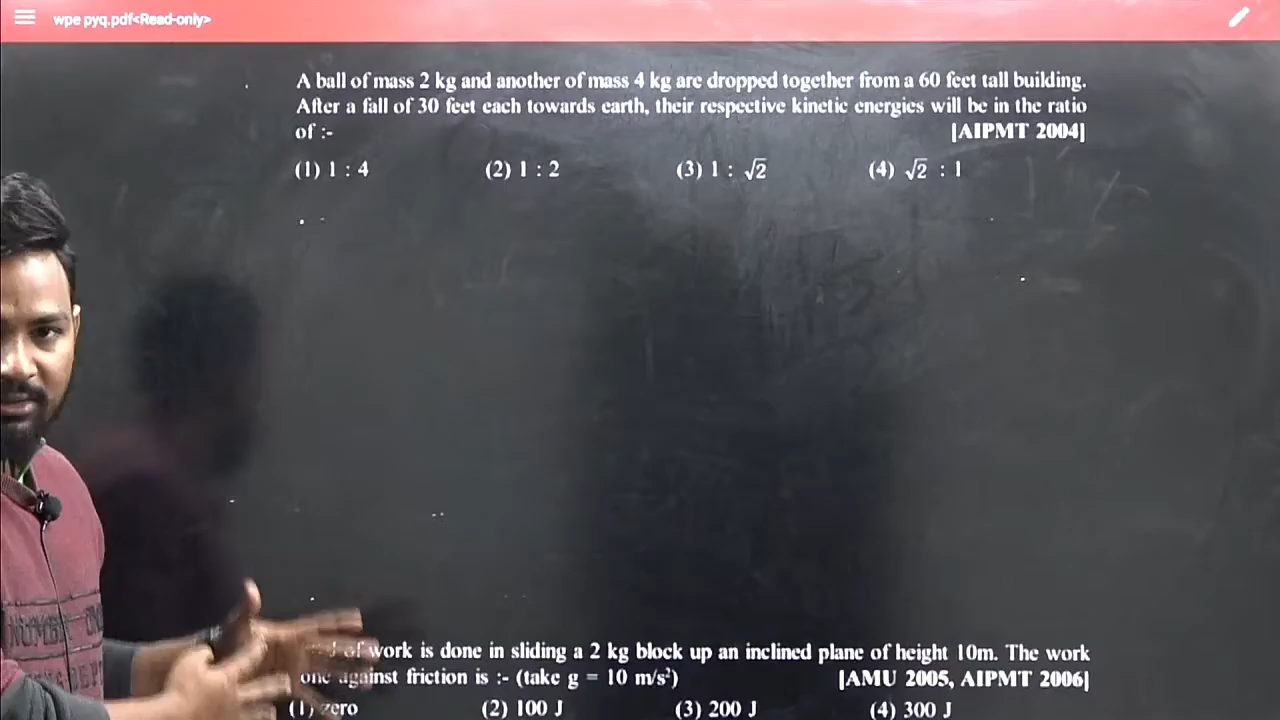 wpe pyq.pdf<Read-only>
A ball of mass 2 kg and another of mass 4 kg are dropped together from a 60 feet tall building.
After a fall of 30 feet each towards earth, their respective kinetic energies will be in the ratio
of :- [AIPMT 2004]
(1) 1 : 4 (2) 1 : 2 (3) 1 : √2 (4) √2 : 1
of work is done in sliding a 2 kg block up an inclined plane of height 10m. The work
against friction is :- (take g = 10 m/s²) [AMU 2005, AIPMT 2006]
(1) zero (2) 100 J (3) 200 J (4) 300 J